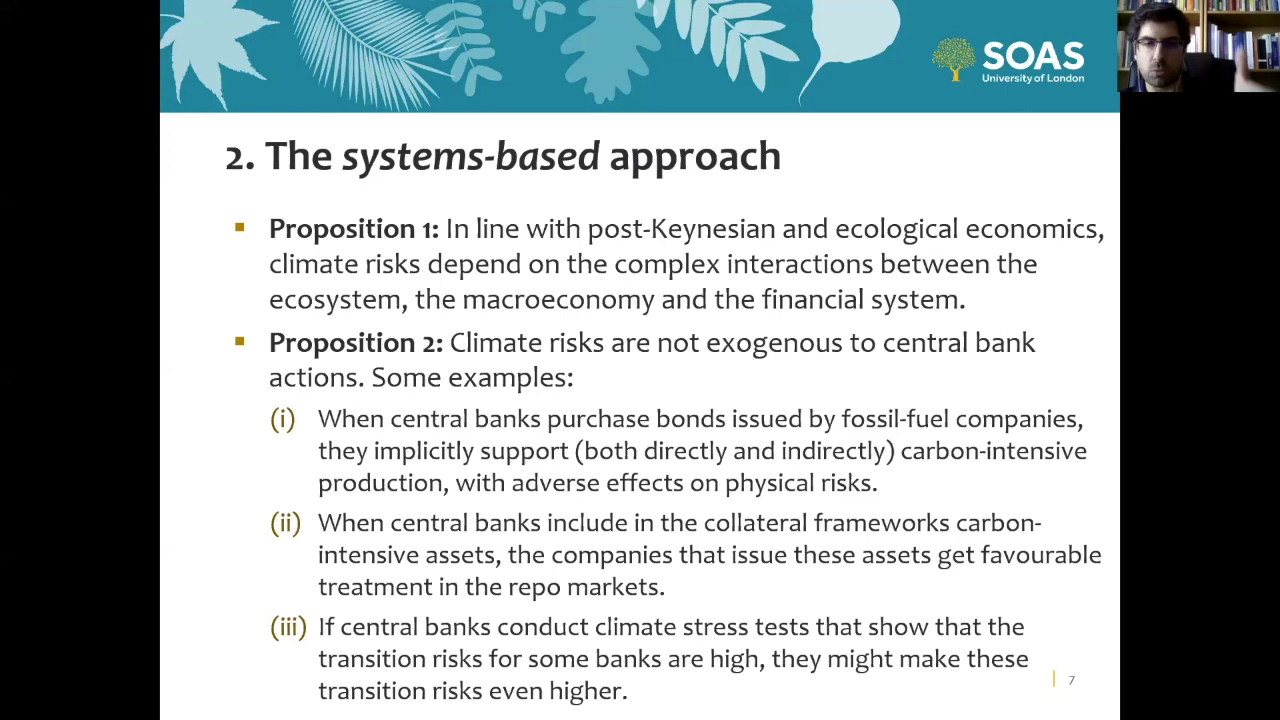 SOAS
University of London
2. The systems-based approach
Proposition 1: In line with post-Keynesian and ecological economics,
climate risks depend on the complex interactions between the
ecosystem, the macroeconomy and the financial system.
Proposition 2: Climate risks are not exogenous to central bank
actions. Some examples:
(i) When central banks purchase bonds issued by fossil-fuel companies,
they implicitly support (both directly and indirectly) carbon-intensive
production, with adverse effects on physical risks.
(ii) When central banks include in the collateral frameworks carbon-
intensive assets, the companies that issue these assets get favourable
treatment in the repo markets.
(iii) If central banks conduct climate stress tests that show that the
transition risks for some banks are high, they might make these
transition risks even higher.
7